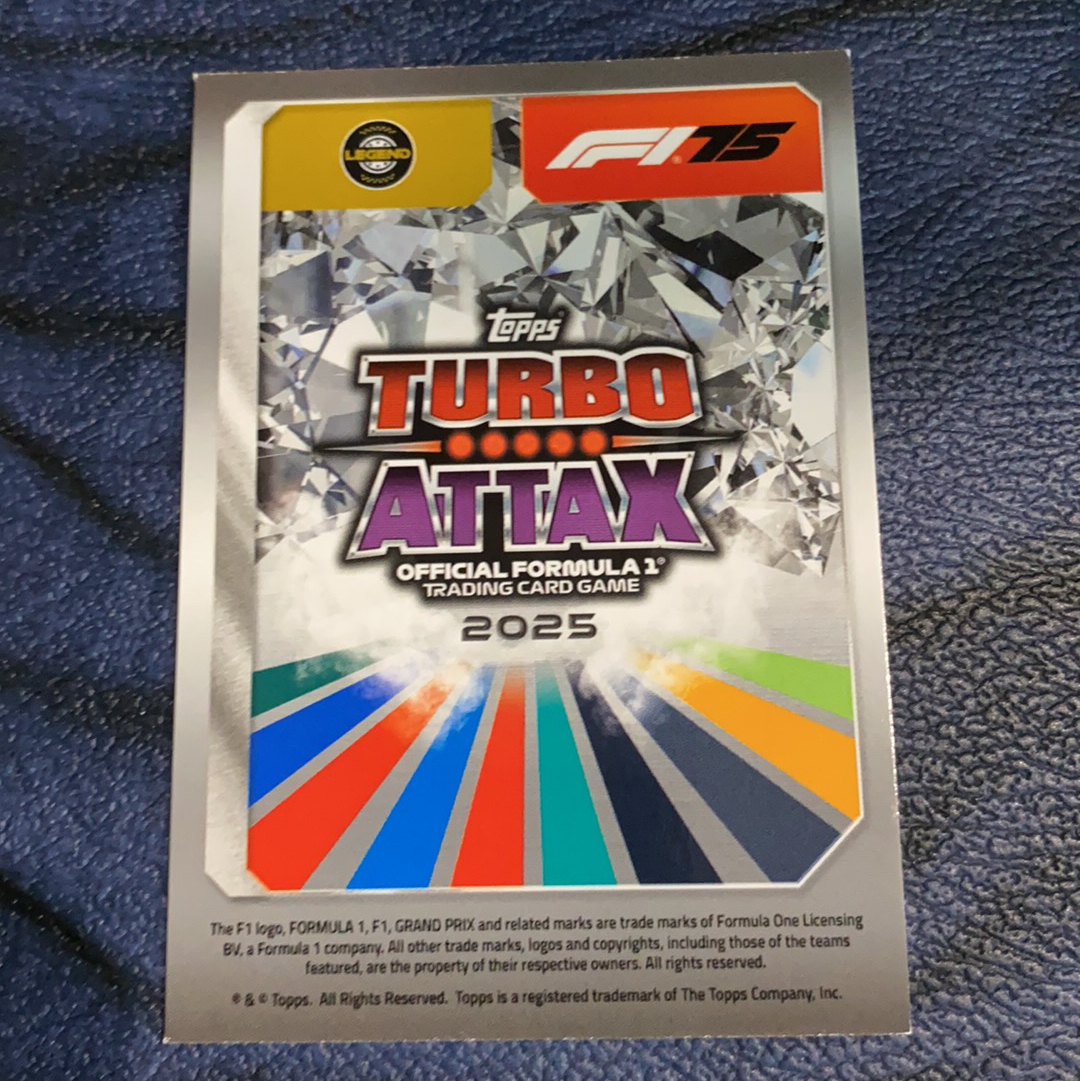 LEGEND
F1® 75
Topps®
TURBO
ATTAX
OFFICIAL FORMULA 1®
TRADING CARD GAME
2025
The F1 logo, FORMULA 1, F1, GRAND PRIX and related marks are trade marks of Formula One Licensing
BV, a Formula 1 company. All other trade marks, logos and copyrights, including those of the teams
featured, are the property of their respective owners. All rights reserved.
® & © Topps. All Rights Reserved. Topps is a registered trademark of The Topps Company, Inc.